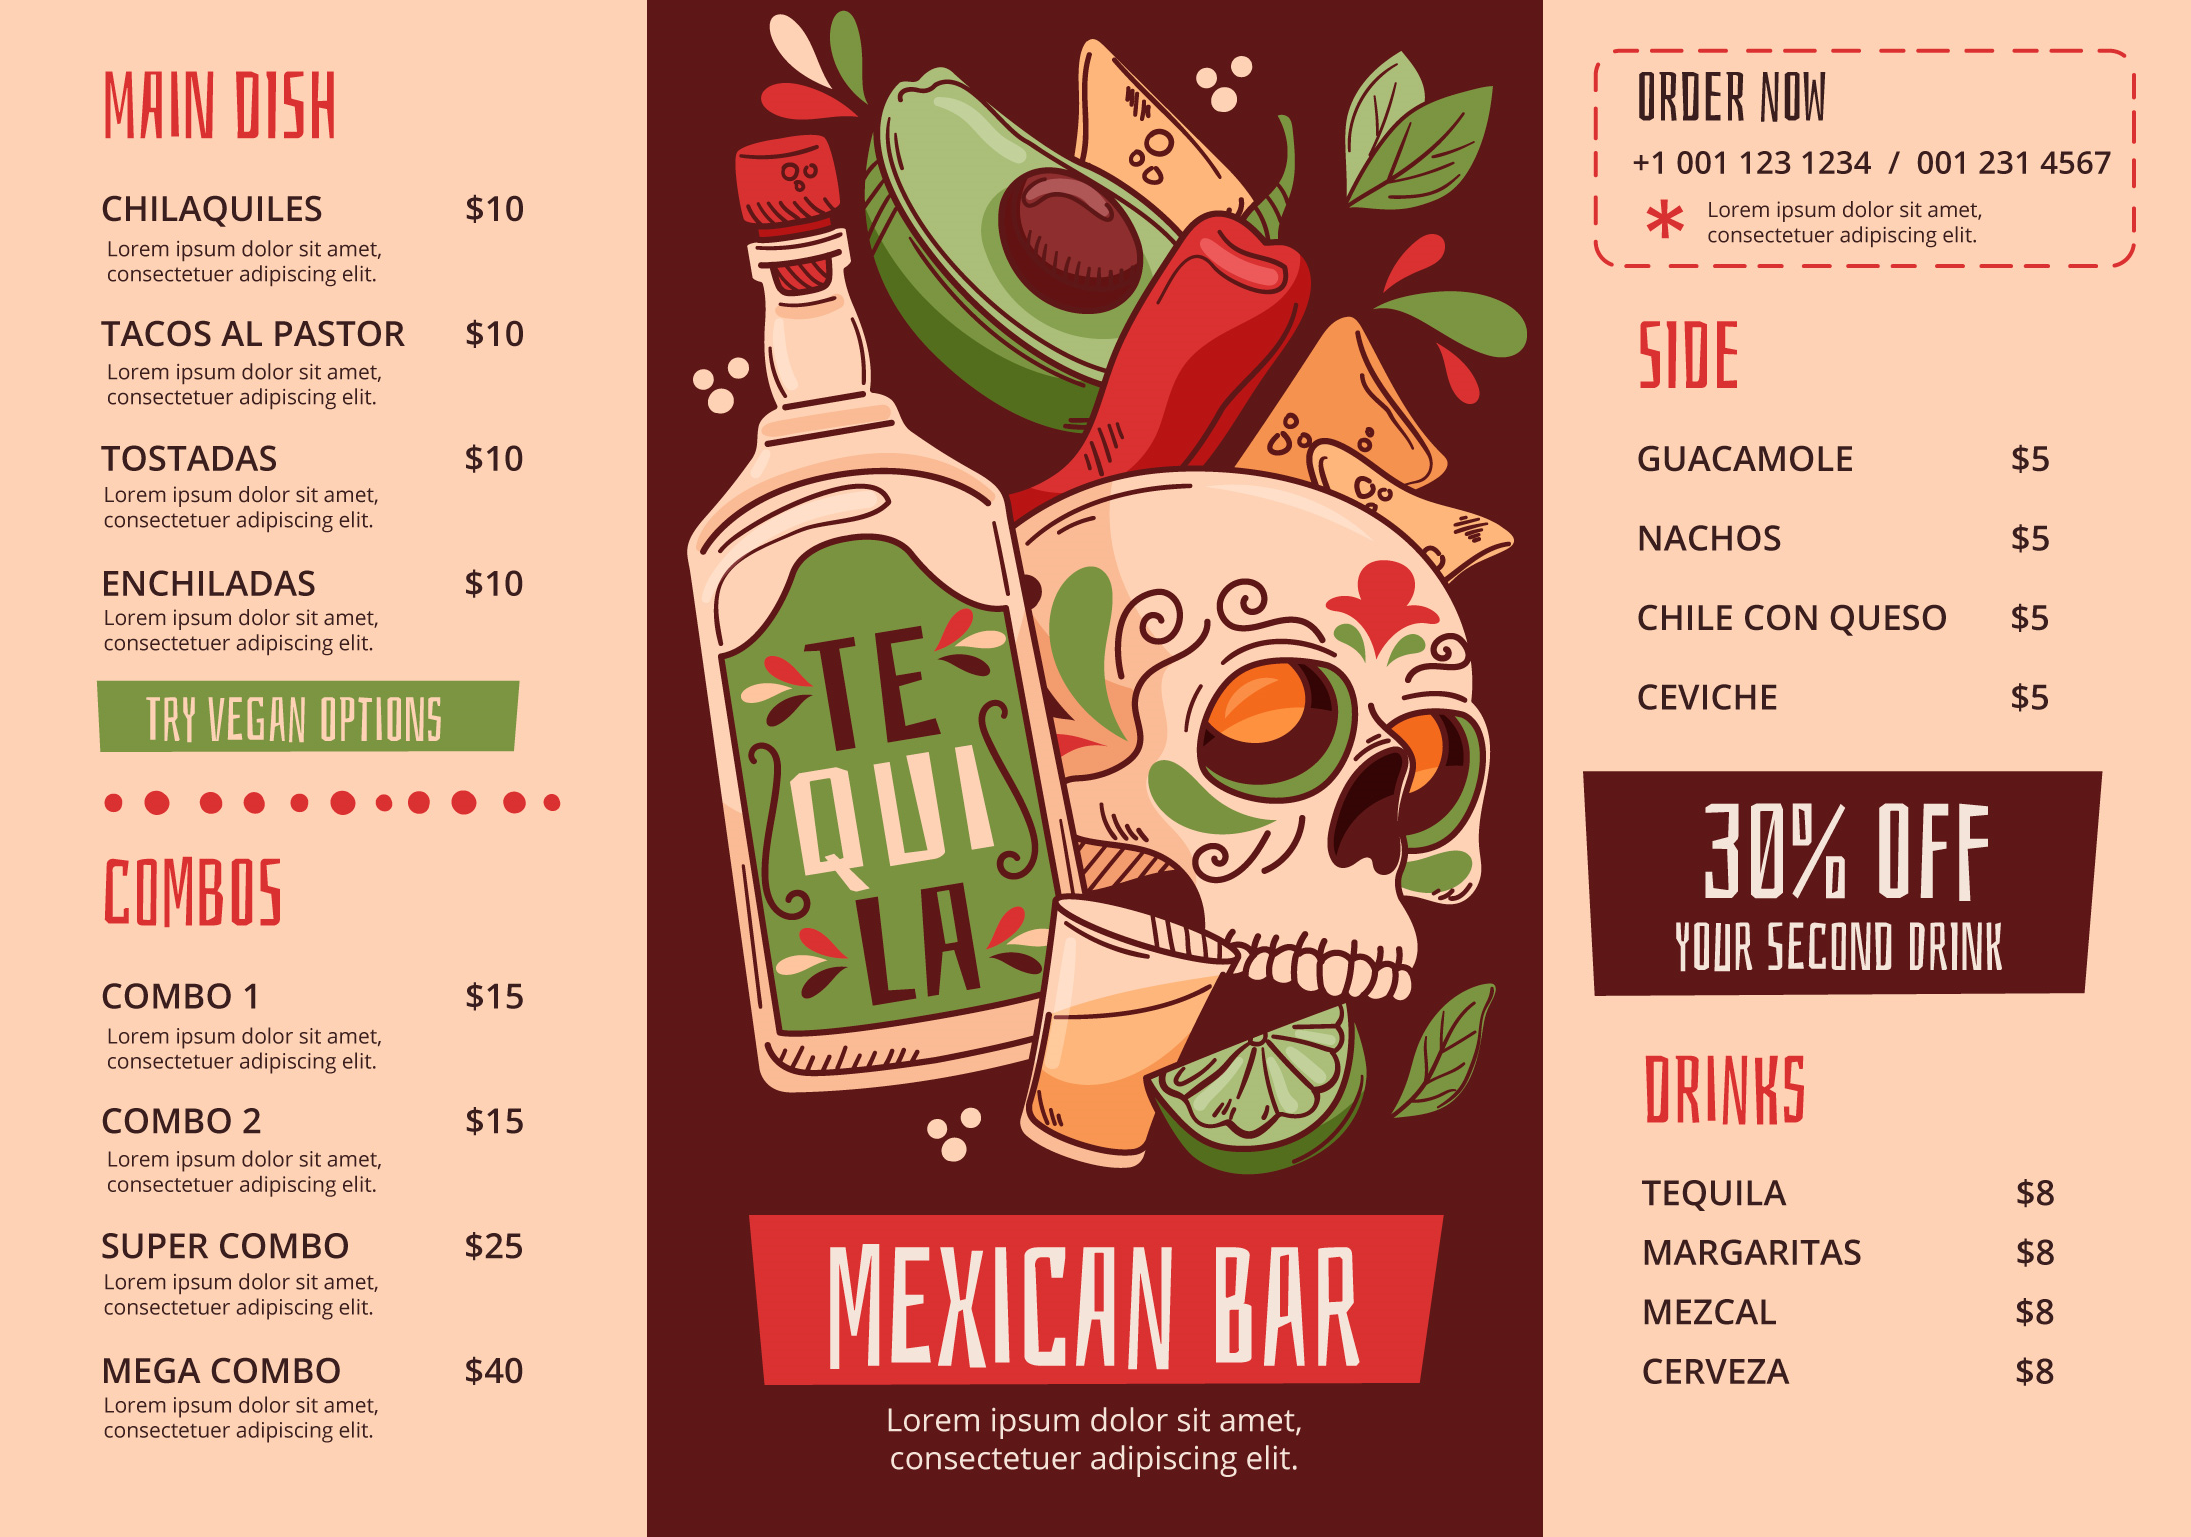 MAIN DISH
CHILAQUILES $10
Lorem ipsum dolor sit amet,
consectetuer adipiscing elit.
TACOS AL PASTOR $10
Lorem ipsum dolor sit amet,
consectetuer adipiscing elit.
TOSTADAS $10
Lorem ipsum dolor sit amet,
consectetuer adipiscing elit.
ENCHILADAS $10
Lorem ipsum dolor sit amet,
consectetuer adipiscing elit.
TRY VEGAN OPTIONS
COMBOS
COMBO 1 $15
Lorem ipsum dolor sit amet,
consectetuer adipiscing elit.
COMBO 2 $15
Lorem ipsum dolor sit amet,
consectetuer adipiscing elit.
SUPER COMBO $25
Lorem ipsum dolor sit amet,
consectetuer adipiscing elit.
MEGA COMBO $40
Lorem ipsum dolor sit amet,
consectetuer adipiscing elit.
TE
QUI
LA
MEXICAN BAR
Lorem ipsum dolor sit amet,
consectetuer adipiscing elit.
ORDER NOW
+1 001 123 1234 / 001 231 4567
* Lorem ipsum dolor sit amet,
consectetuer adipiscing elit.
SIDE
GUACAMOLE $5
NACHOS $5
CHILE CON QUESO $5
CEVICHE $5
30% OFF
YOUR SECOND DRINK
DRINKS
TEQUILA $8
MARGARITAS $8
MEZCAL $8
CERVEZA $8